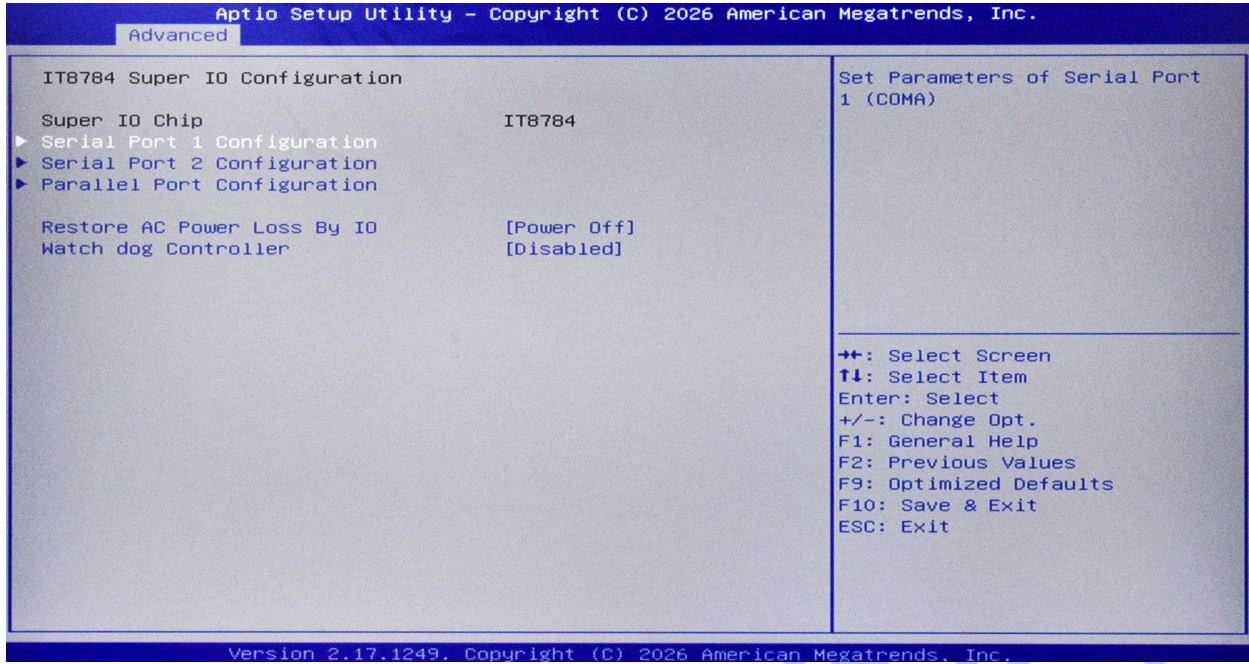 Aptio Setup Utility – Copyright (C) 2026 American Megatrends, Inc.
Advanced
IT8784 Super IO Configuration
Super IO Chip IT8784
Serial Port 1 Configuration
Serial Port 2 Configuration
Parallel Port Configuration
Restore AC Power Loss By IO [Power Off]
Watch dog Controller [Disabled]
Set Parameters of Serial Port
1 (COMA)
→←: Select Screen
↑↓: Select Item
Enter: Select
+/-: Change Opt.
F1: General Help
F2: Previous Values
F9: Optimized Defaults
F10: Save & Exit
ESC: Exit
Version 2.17.1249. Copyright (C) 2026 American Megatrends, Inc.